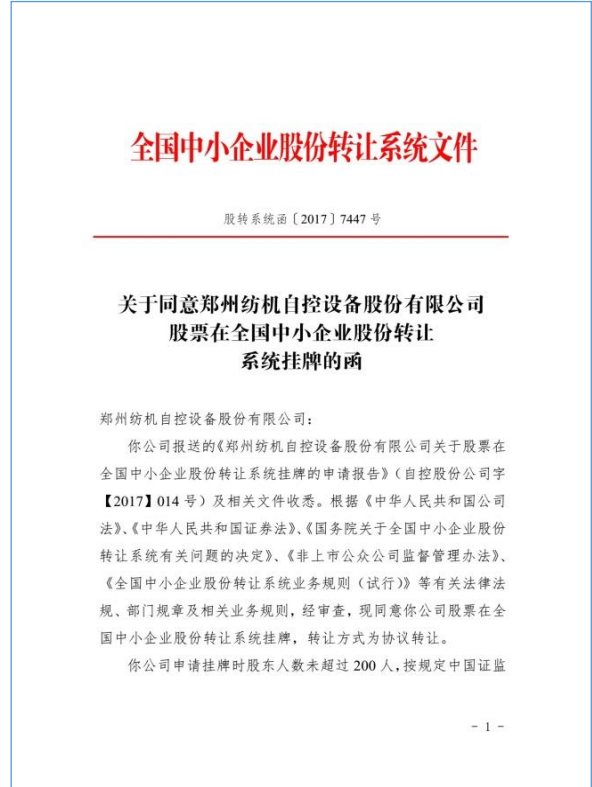 全国中小企业股份转让系统文件
股转系统函〔2017〕7447 号
关于同意郑州纺机自控设备股份有限公司
股票在全国中小企业股份转让
系统挂牌的函
郑州纺机自控设备股份有限公司：
你公司报送的《郑州纺机自控设备股份有限公司关于股票在
全国中小企业股份转让系统挂牌的申请报告》（自控股份公司字
【2017】014 号）及相关文件收悉。根据《中华人民共和国公司
法》、《中华人民共和国证券法》、《国务院关于全国中小企业股份
转让系统有关问题的决定》、《非上市公众公司监督管理办法》、
《全国中小企业股份转让系统业务规则（试行）》等有关法律法
规、部门规章及相关业务规则，经审查，现同意你公司股票在全
国中小企业股份转让系统挂牌，转让方式为协议转让。
你公司申请挂牌时股东人数未超过 200 人，按规定中国证监
- 1 -